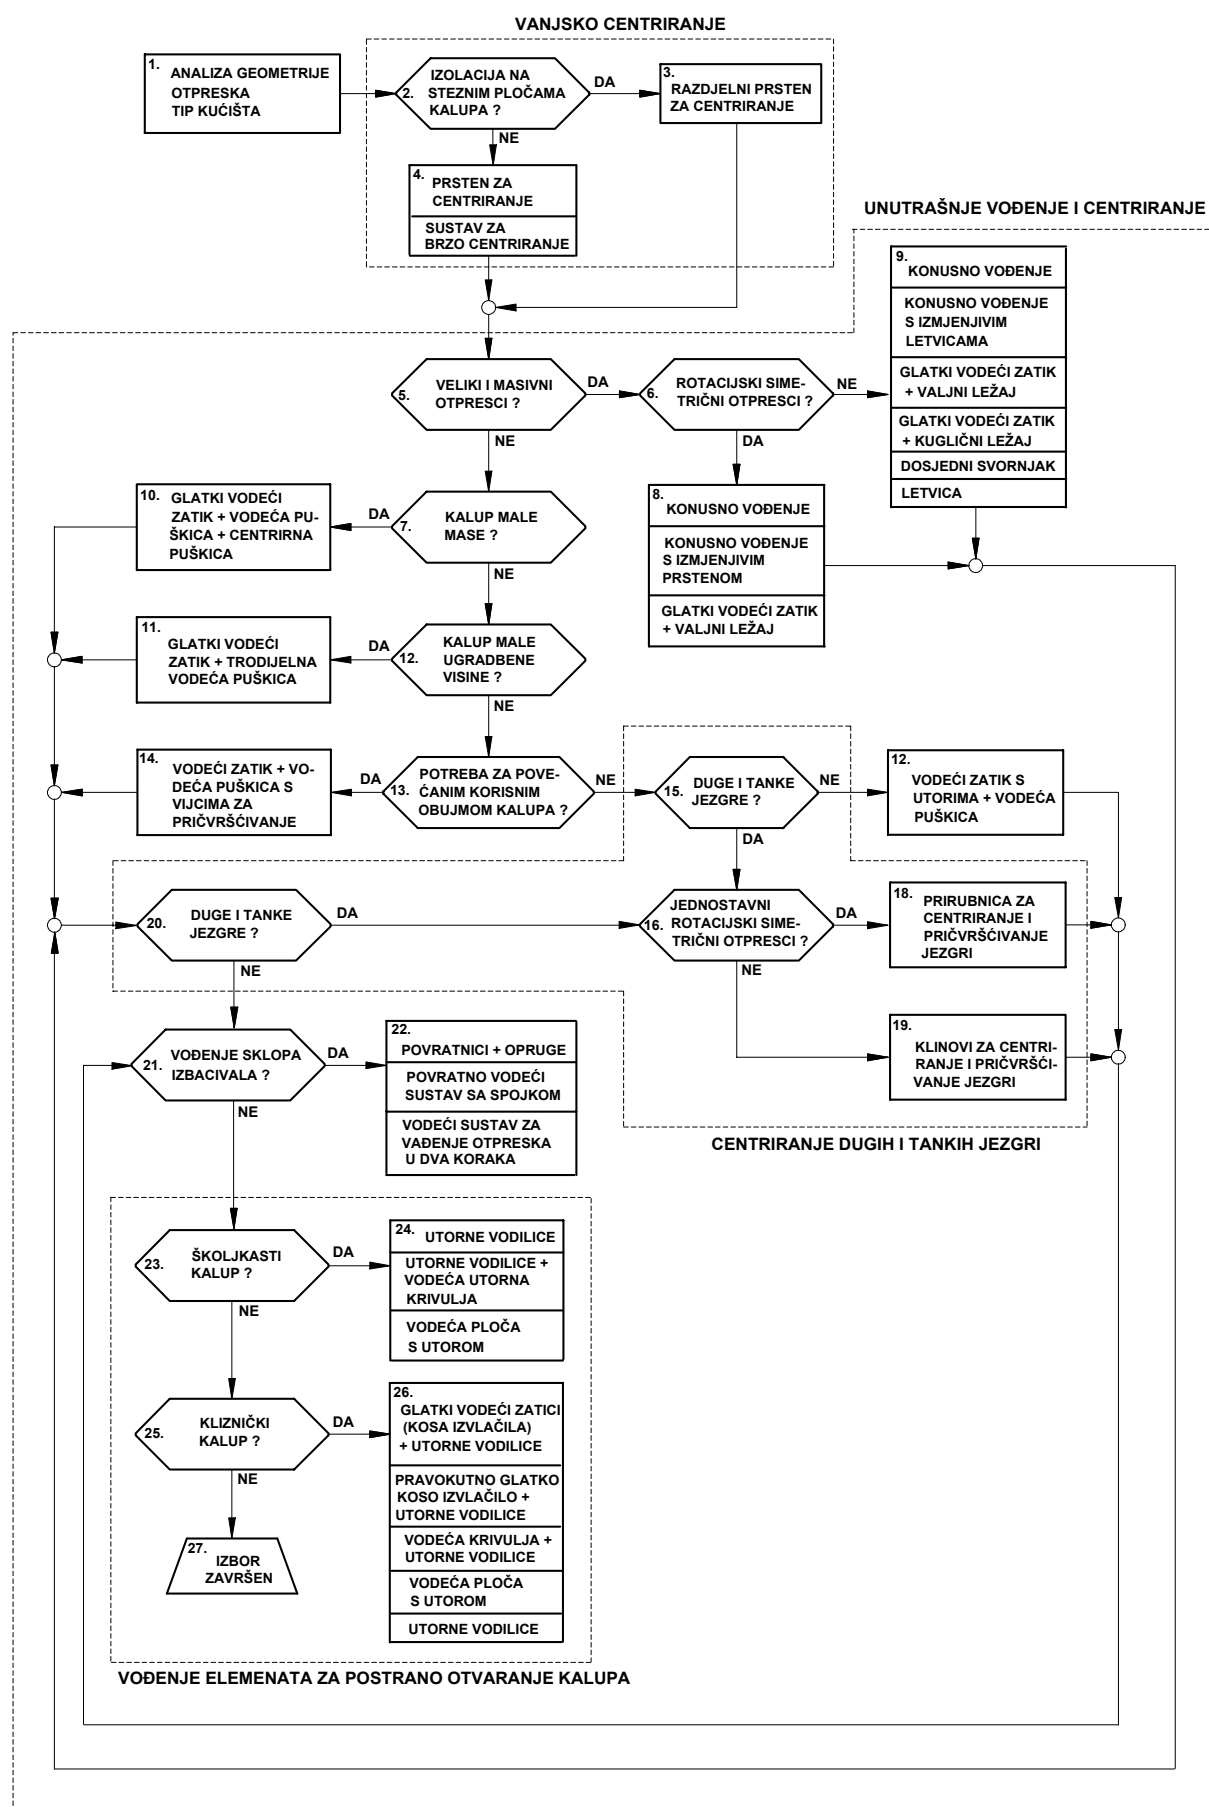 VANJSKO CENTRIRANJE
1.
ANALIZA GEOMETRIJE
OTPRESKA
TIP KUĆIŠTA
2.
IZOLACIJA NA
STEZNIM PLOČAMA
KALUPA ?
DA
NE
3.
RAZDJELNI PRSTEN
ZA CENTRIRANJE
4.
PRSTEN ZA
CENTRIRANJE
SUSTAV ZA
BRZO CENTRIRANJE
UNUTRAŠNJE VOĐENJE I CENTRIRANJE
5.
VELIKI I MASIVNI
OTPRESCI ?
DA
NE
6.
ROTACIJSKI SIME-
TRIČNI OTPRESCI ?
NE
DA
9.
KONUSNO VOĐENJE
KONUSNO VOĐENJE
S IZMJENJIVIM
LETVICAMA
GLATKI VODEĆI ZATIK
+ VALJNI LEŽAJ
GLATKI VODEĆI ZATIK
+ KUGLIČNI LEŽAJ
DOSJEDNI SVORNJAK
LETVICA
10.
GLATKI VODEĆI
ZATIK + VODEĆA PU-
ŠKICA + CENTRIRNA
PUŠKICA
DA
7.
KALUP MALE
MASE ?
NE
8.
KONUSNO VOĐENJE
KONUSNO VOĐENJE
S IZMJENJIVIM
PRSTENOM
GLATKI VODEĆI ZATIK
+ VALJNI LEŽAJ
11.
GLATKI VODEĆI
ZATIK + TRODIJELNA
VODEĆA PUŠKICA
DA
12.
KALUP MALE
UGRADBENE
VISINE ?
NE
14.
VODEĆI ZATIK + VO-
DEĆA PUŠKICA S
VIJCIMA ZA
PRIČVRŠĆIVANJE
DA
13.
POTREBA ZA POVE-
ĆANIM KORISNIM
OBUJMOM KALUPA ?
NE
15.
DUGE I TANKE
JEZGRE ?
NE
DA
12.
VODEĆI ZATIK S
UTORIMA + VODEĆA
PUŠKICA
20.
DUGE I TANKE
JEZGRE ?
DA
NE
16.
JEDNOSTAVNI
ROTACIJSKI SIME-
TRIČNI OTPRESCI ?
DA
NE
18.
PRIRUBNICA ZA
CENTRIRANJE I
PRIČVRŠĆIVANJE
JEZGRI
19.
KLINOVI ZA CENTRI-
RANJE I PRIČVRŠĆI-
VANJE JEZGRI
CENTRIRANJE DUGIH I TANKIH JEZGRI
21.
VOĐENJE SKLOPA
IZBACIVALA ?
DA
NE
22.
POVRATNICI + OPRUGE
POVRATNO VODEĆI
SUSTAV SA SPOJKOM
VODEĆI SUSTAV ZA
VAĐENJE OTPRESKA
U DVA KORAKA
23.
ŠKOLJKASTI
KALUP ?
DA
NE
24.
UTORNE VODILICE
UTORNE VODILICE +
VODEĆA UTORNA
KRIVULJA
VODEĆA PLOČA
S UTOROM
25.
KLIZNIČKI
KALUP ?
DA
NE
26.
GLATKI VODEĆI ZATICI
(KOSA IZVLAČILA)
+ UTORNE VODILICE
PRAVOKUTNO GLATKO
KOSO IZVLAČILO +
UTORNE VODILICE
VODEĆA KRIVULJA +
UTORNE VODILICE
VODEĆA PLOČA
S UTOROM
UTORNE VODILICE
27.
IZBOR
ZAVRŠEN
VOĐENJE ELEMENATA ZA POSTRANO OTVARANJE KALUPA